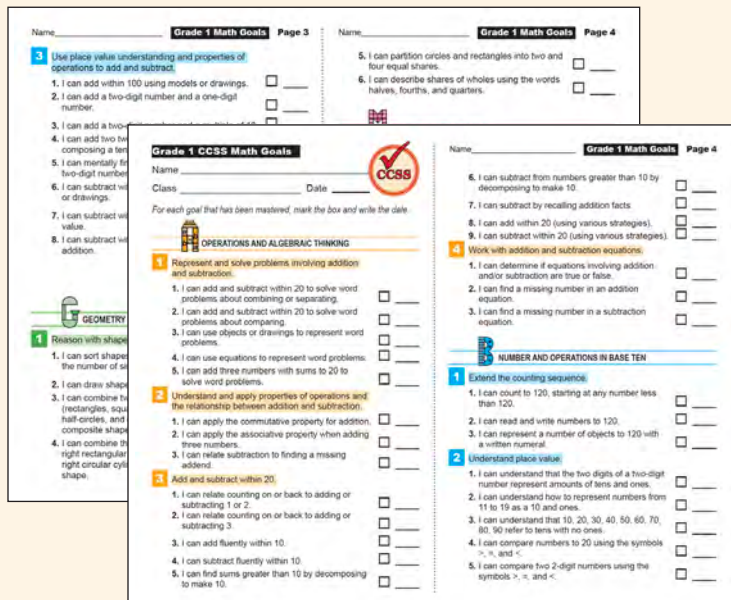 Name Grade 1 Math Goals Page 3
3 Use place value understanding and properties of
operations to add and subtract.
1. I can add within 100 using models or drawings.
2. I can add a two-digit number and a one-digit
number.
3. I can add a two-
4. I can add two tw
composing a ten
5. I can mentally fin
two-digit number
6. I can subtract wi
or drawings.
7. I can subtract wi
value.
8. I can subtract wi
addition.
G GEOMETRY
1 Reason with shape
1. I can sort shapes
the number of si
2. I can draw shape
3. I can combine tw
(rectangles, squa
half-circles, and
composite shape
4. I can combine th
right rectangular
right circular cyli
shape.
Name Grade 1 Math Goals Page 4
5. I can partition circles and rectangles into two and
four equal shares.
6. I can describe shares of wholes using the words
halves, fourths, and quarters.
Grade 1 CCSS Math Goals
CCSS
Name
Class Date
For each goal that has been mastered, mark the box and write the date.
A OPERATIONS AND ALGEBRAIC THINKING
1 Represent and solve problems involving addition
and subtraction.
1. I can add and subtract within 20 to solve word
problems about combining or separating.
2. I can add and subtract within 20 to solve word
problems about comparing.
3. I can use objects or drawings to represent word
problems.
4. I can use equations to represent word problems.
5. I can add three numbers with sums to 20 to
solve word problems.
2 Understand and apply properties of operations and
the relationship between addition and subtraction.
1. I can apply the commutative property for addition.
2. I can apply the associative property when adding
three numbers.
3. I can relate subtraction to finding a missing
addend.
3 Add and subtract within 20.
1. I can relate counting on or back to adding or
subtracting 1 or 2.
2. I can relate counting on or back to adding or
subtracting 3.
3. I can add fluently within 10.
4. I can subtract fluently within 10.
5. I can find sums greater than 10 by decomposing
to make 10.
Name Grade 1 Math Goals Page 4
6. I can subtract from numbers greater than 10 by
decomposing to make 10.
7. I can subtract by recalling addition facts.
8. I can add within 20 (using various strategies).
9. I can subtract within 20 (using various strategies).
4 Work with addition and subtraction equations.
1. I can determine if equations involving addition
and/or subtraction are true or false.
2. I can find a missing number in an addition
equation.
3. I can find a missing number in a subtraction
equation.
B NUMBER AND OPERATIONS IN BASE TEN
1 Extend the counting sequence.
1. I can count to 120, starting at any number less
than 120.
2. I can read and write numbers to 120.
3. I can represent a number of objects to 120 with
a written numeral.
2 Understand place value.
1. I can understand that the two digits of a two-digit
number represent amounts of tens and ones.
2. I can understand how to represent numbers from
11 to 19 as a 10 and ones.
3. I can understand that 10, 20, 30, 40, 50, 60, 70,
80, 90 refer to tens with no ones.
4. I can compare numbers to 20 using the symbols
>, =, and <.
5. I can compare two 2-digit numbers using the
symbols >, =, and <.